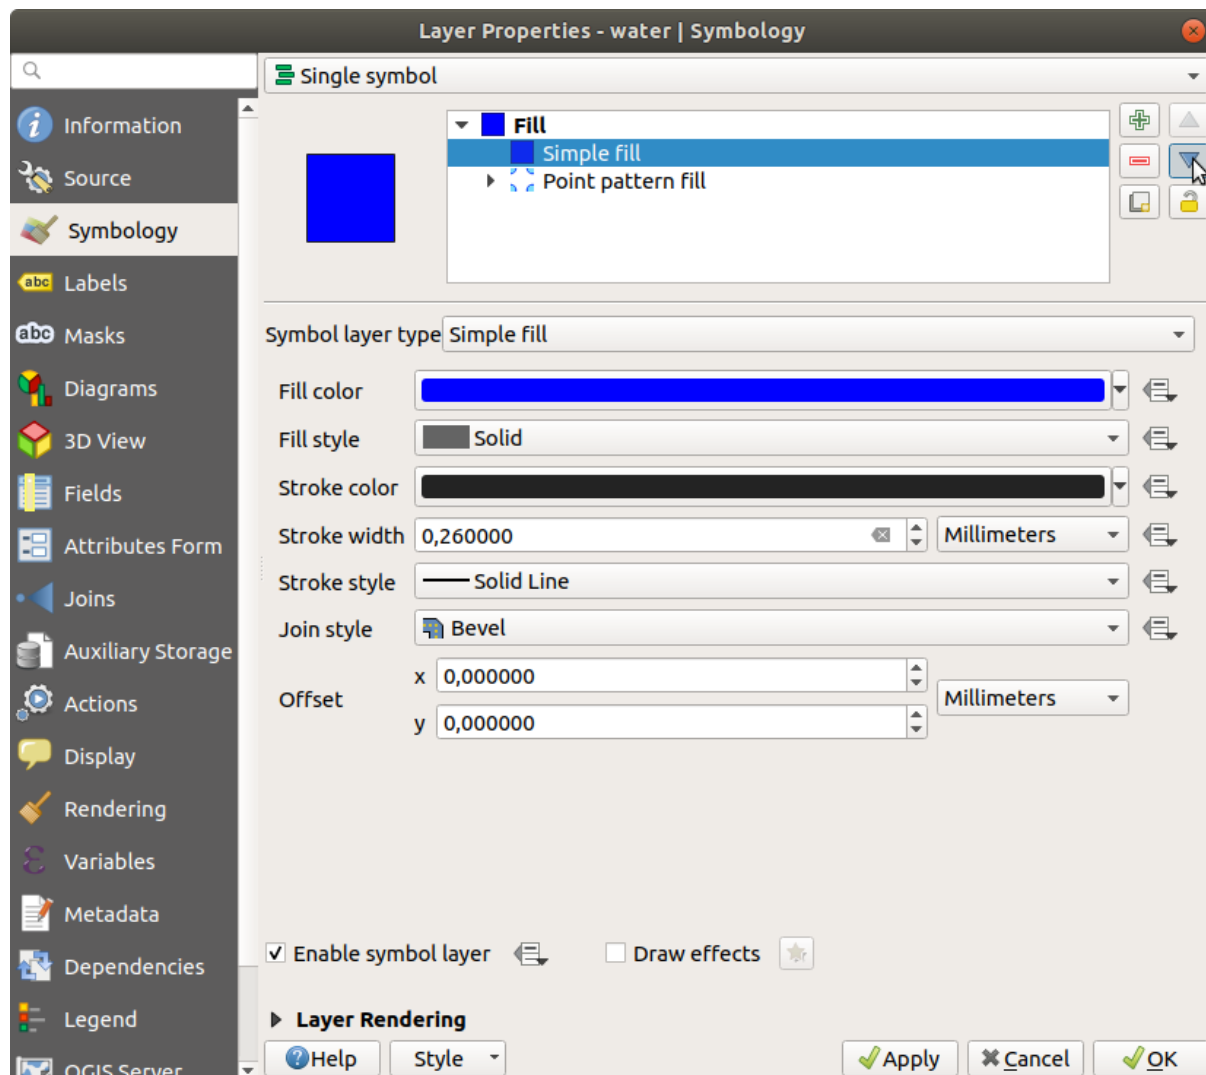 Layer Properties - water | Symbology
Single symbol
Information
Source
Symbology
Labels
Masks
Diagrams
3D View
Fields
Attributes Form
Joins
Auxiliary Storage
Actions
Display
Rendering
Variables
Metadata
Dependencies
Legend
QGIS Server
Fill
Simple fill
Point pattern fill
Symbol layer type Simple fill
Fill color
Fill style Solid
Stroke color
Stroke width 0,260000 Millimeters
Stroke style Solid Line
Join style Bevel
Offset x 0,000000 Millimeters
y 0,000000
Enable symbol layer Draw effects
Layer Rendering
Help Style Apply Cancel OK